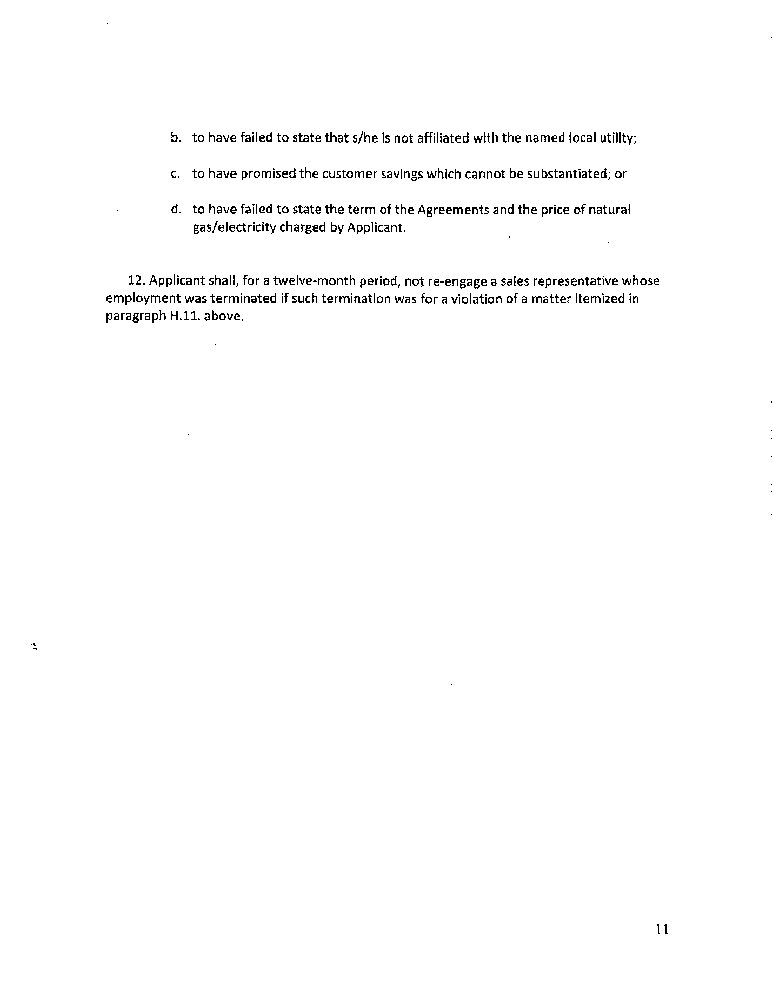 b. to have failed to state that s/he is not affiliated with the named local utility;
c. to have promised the customer savings which cannot be substantiated; or
d. to have failed to state the term of the Agreements and the price of natural
gas/electricity charged by Applicant.
12. Applicant shall, for a twelve-month period, not re-engage a sales representative whose
employment was terminated if such termination was for a violation of a matter itemized in
paragraph H.11. above.
11